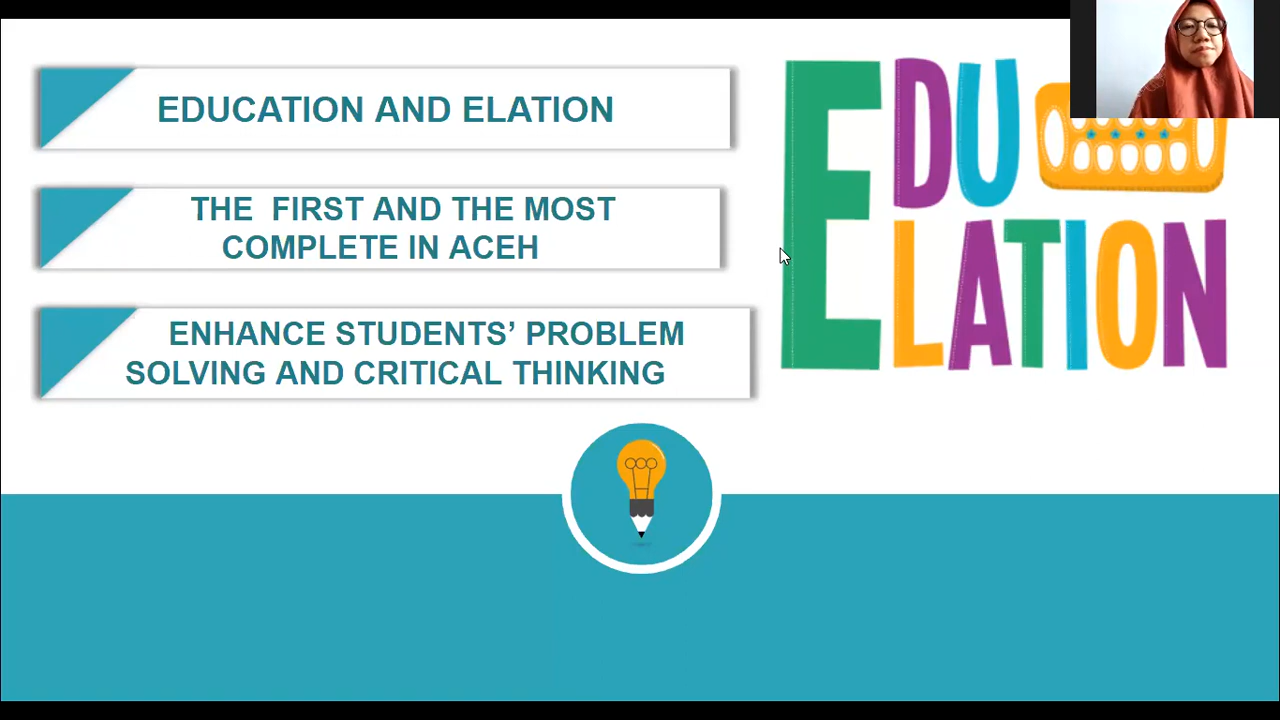 EDUCATION AND ELATION
THE FIRST AND THE MOST
COMPLETE IN ACEH
ENHANCE STUDENTS’ PROBLEM
SOLVING AND CRITICAL THINKING
EDU
ELATION